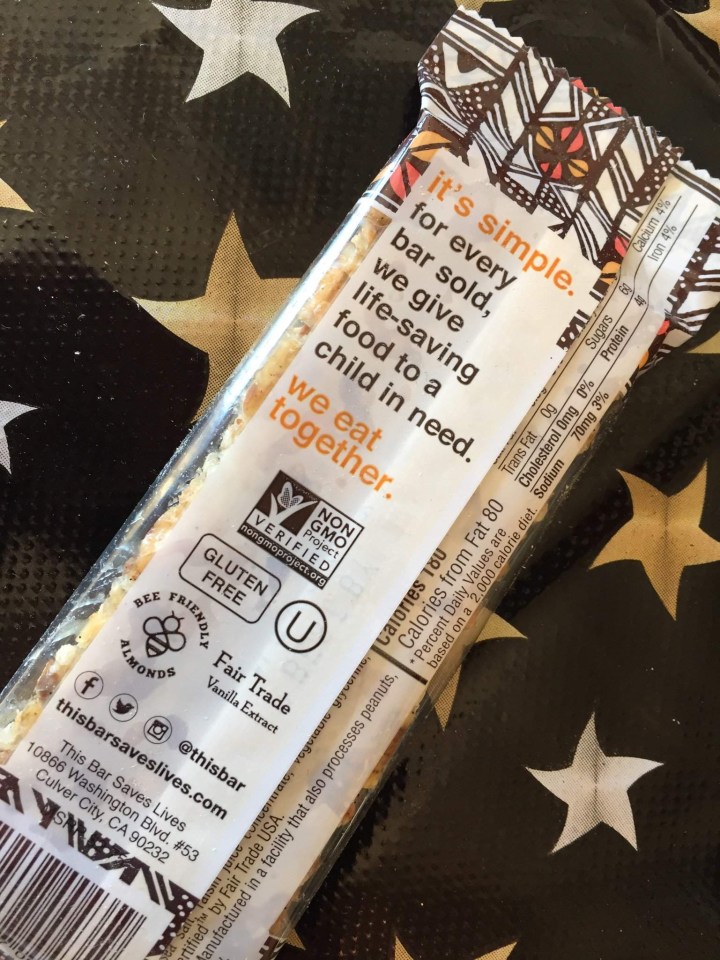 it's simple.
for every
bar sold,
we give
life-saving
food to a
child in need.
we eat
together.
NON
GMO
Project
VERIFIED
nongmoproject.org
GLUTEN
FREE
U
BEE FRIENDLY
ALMONDS
Fair Trade
Vanilla Extract
f
@thisbar
thisbarsaveslives.com
This Bar Saves Lives
10866 Washington Blvd. #53
Culver City, CA 90232
Calcium 4%
Iron 4%
Sugars 6g
Protein 4g
Trans Fat 0g
Cholesterol 0mg 0%
Sodium 70mg 3%
Calories 180
Calories from Fat 80
*Percent Daily Values are
based on a 2,000 calorie diet.
by Fair Trade USA.
in a facility that also processes peanuts,